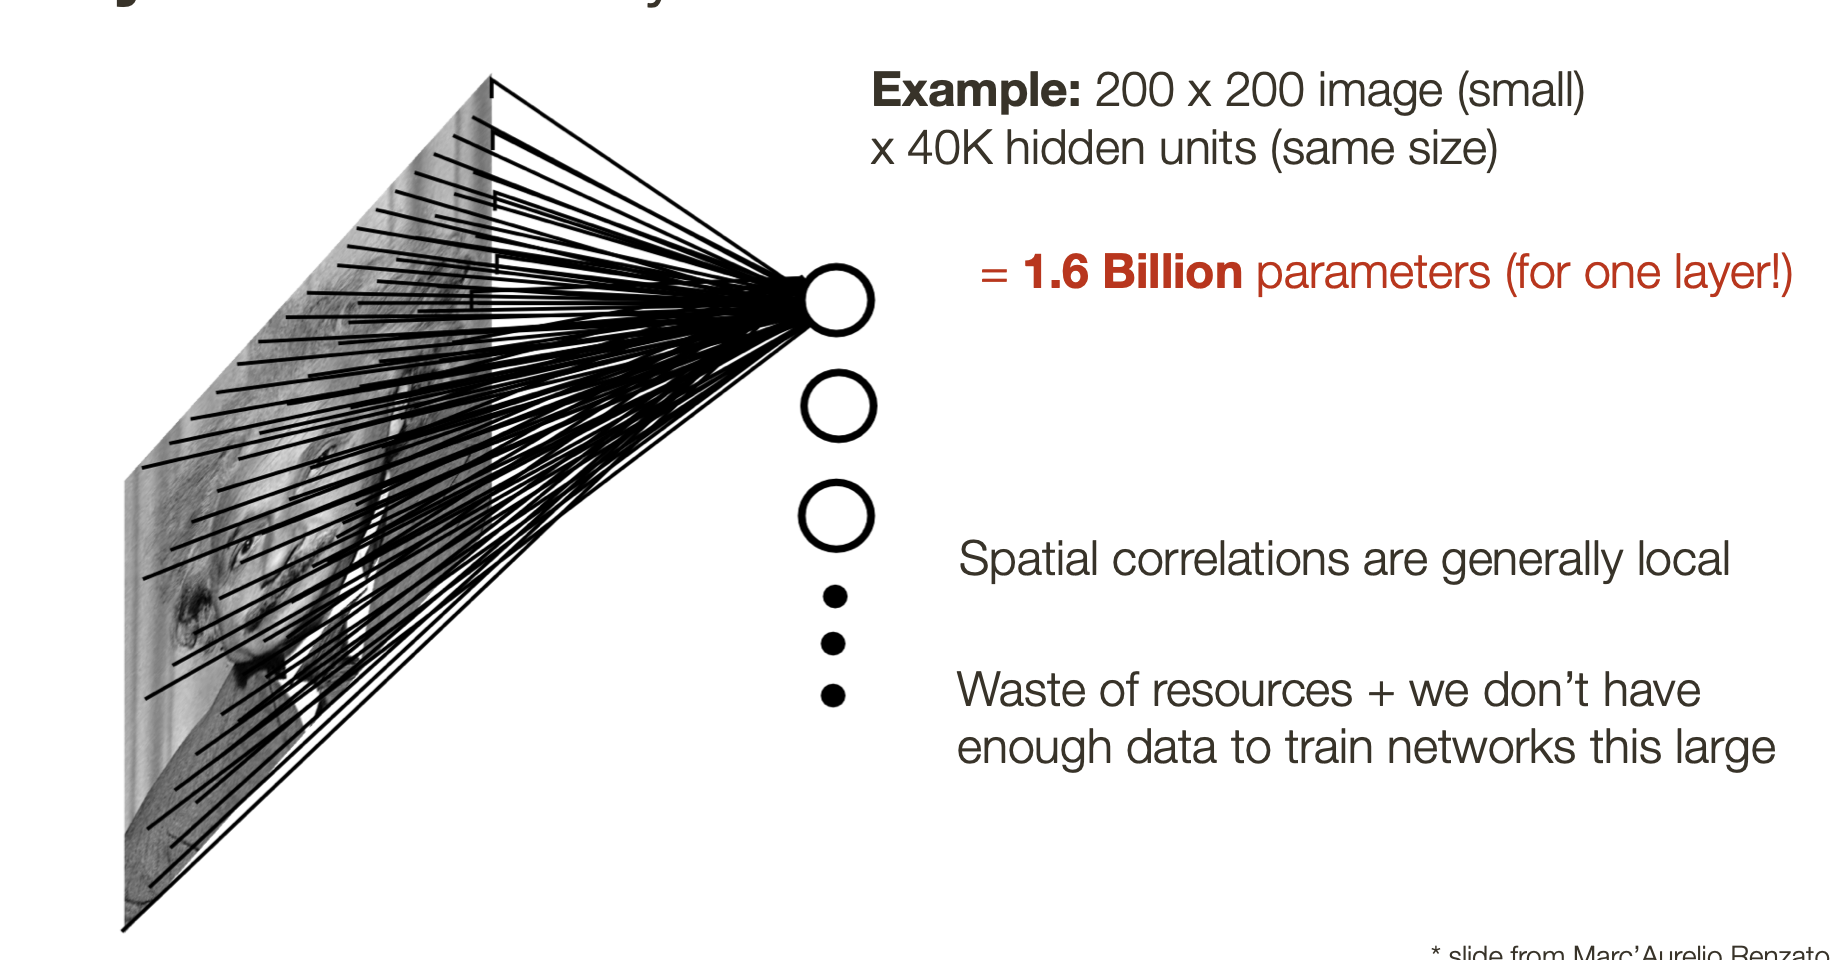 Example: 200 x 200 image (small)
x 40K hidden units (same size)
= 1.6 Billion parameters (for one layer!)
Spatial correlations are generally local
Waste of resources + we don’t have
enough data to train networks this large
* slide from Marc’Aurelio Renzato